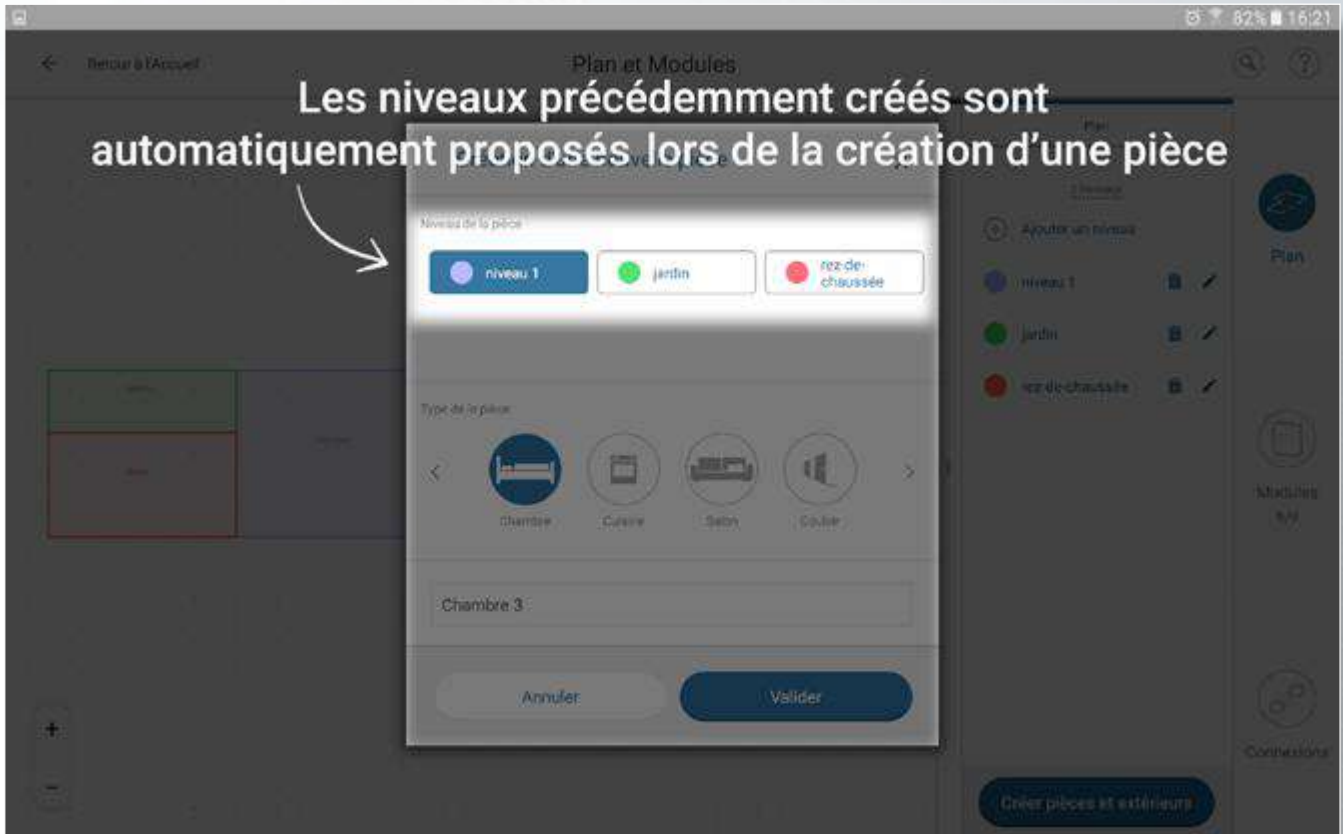 82% 16:21
Retour à l'Accueil
Plan et Modules
Les niveaux précédemment créés sont
automatiquement proposés lors de la création d'une pièce
Plan
Niveau de la pièce
niveau 1
jardin
rez-de-
chaussée
Ajouter un niveau
niveau 1
jardin
rez-de-chaussée
Plan
Type de la pièce
Chambre
Cuisine
Salon
Couloir
Modules
Chambre 3
Annuler
Valider
Connexions
Créer pièces et extérieurs